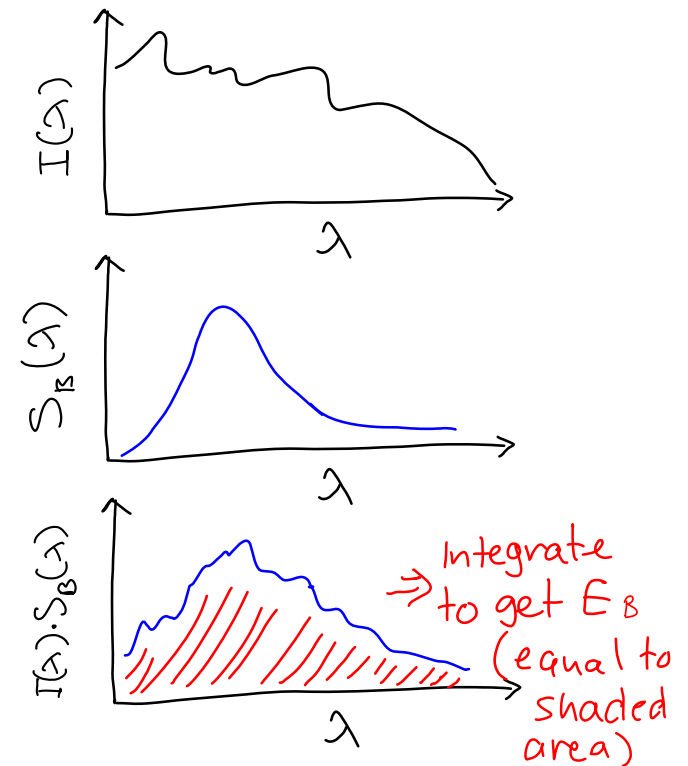 I(λ)
λ
S_B(λ)
λ
I(λ)·S_B(λ)
λ
⇒ Integrate
to get E_B
(equal to
shaded
area)